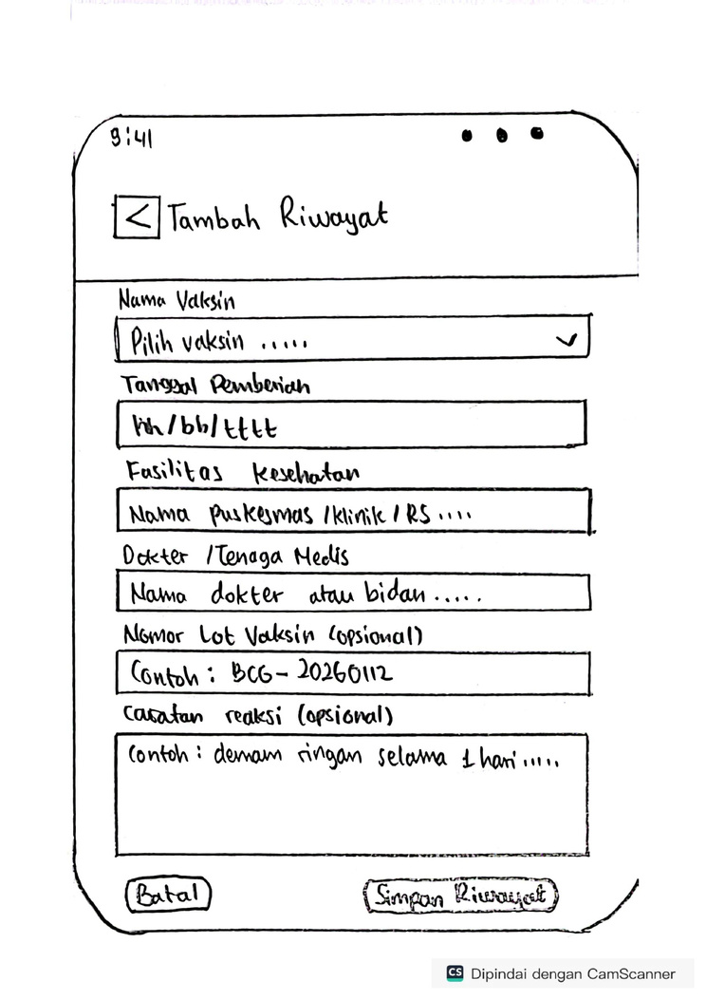 9:41
< Tambah Riwayat
Nama Vaksin
Pilih vaksin .....
Tanggal Pemberian
hh/bb/tttt
Fasilitas kesehatan
Nama puskesmas /klinik / RS ....
Dokter /Tenaga Medis
Nama dokter atau bidan .....
Nomor Lot Vaksin (opsional)
Contoh : BCG- 20260112
Catatan reaksi (opsional)
Contoh : demam ringan selama 1 hari .....
Batal
Simpan Riwayat
CS Dipindai dengan CamScanner